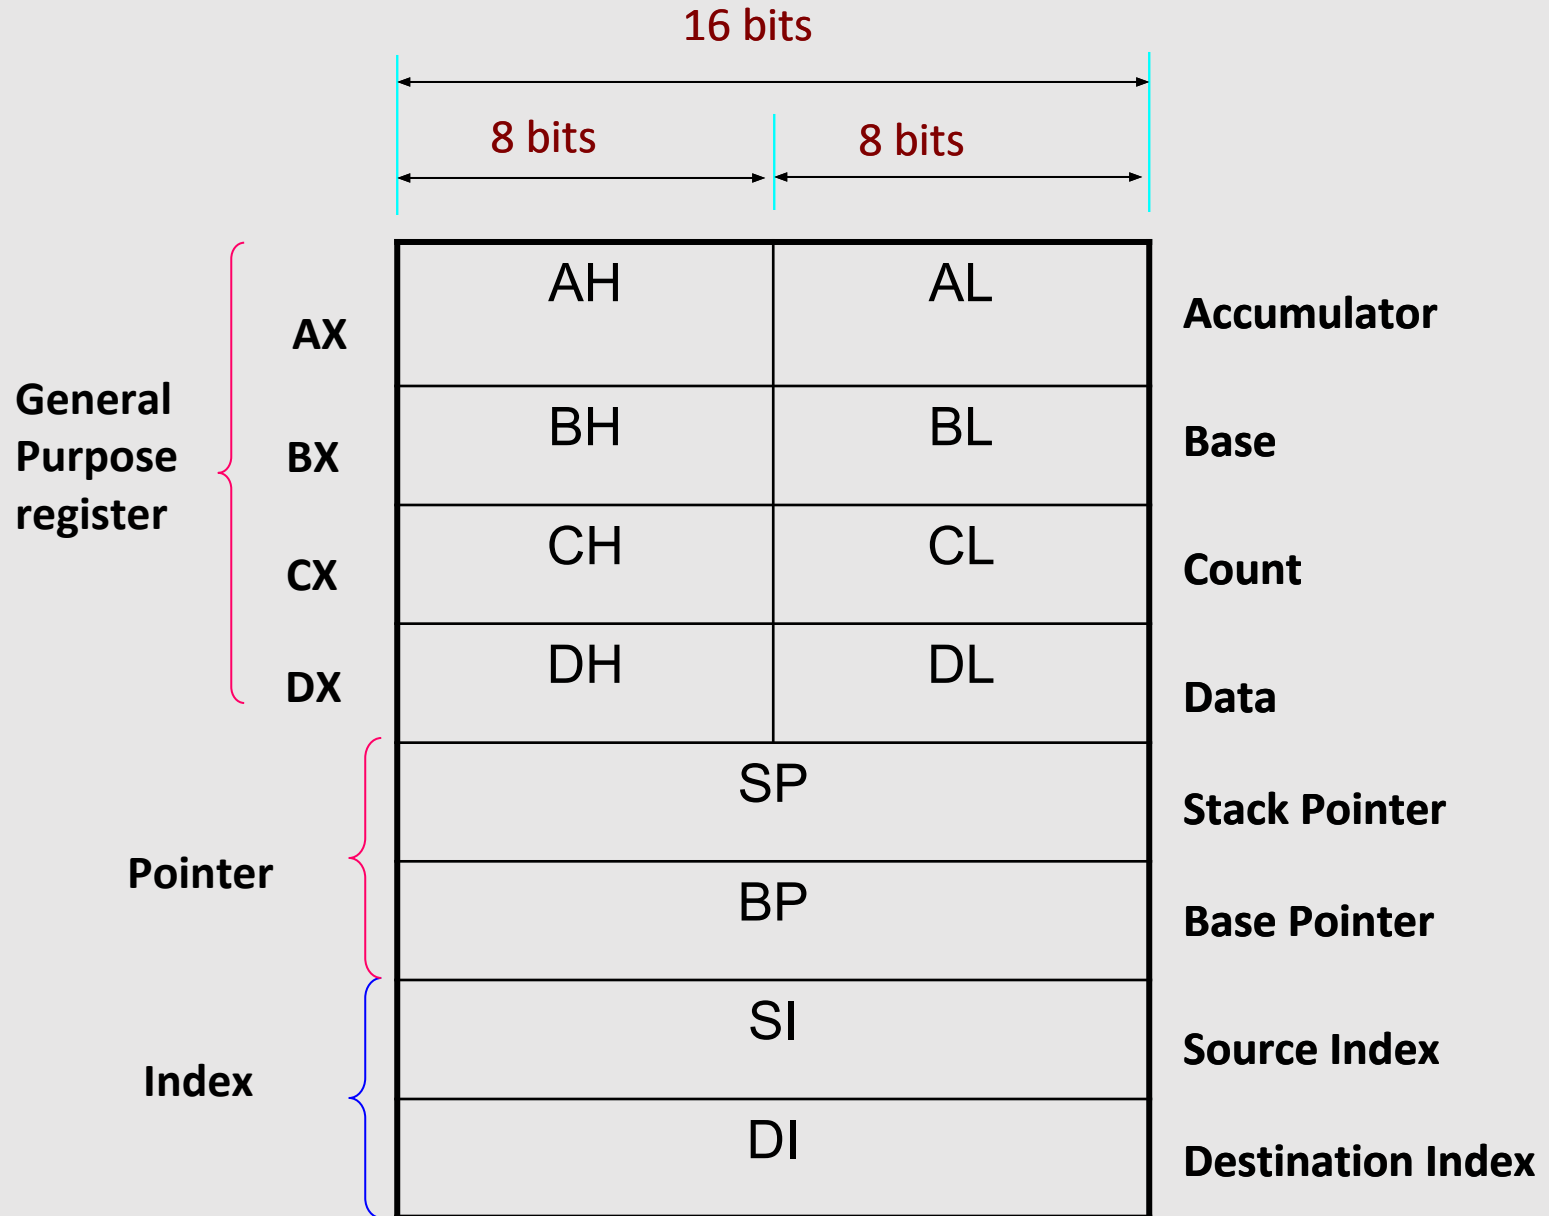 16 bits
8 bits
8 bits
AH
AL
Accumulator
AX
General
Purpose
register
BH
BL
Base
BX
CH
CL
Count
CX
DH
DL
Data
DX
SP
Stack Pointer
Pointer
BP
Base Pointer
SI
Source Index
Index
DI
Destination Index